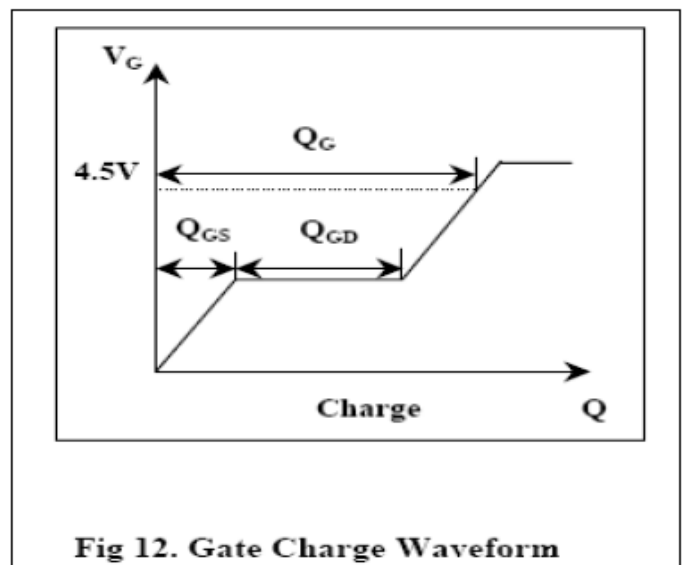 VG
QG
4.5V
QGS QGD
Charge Q
Fig 12. Gate Charge Waveform